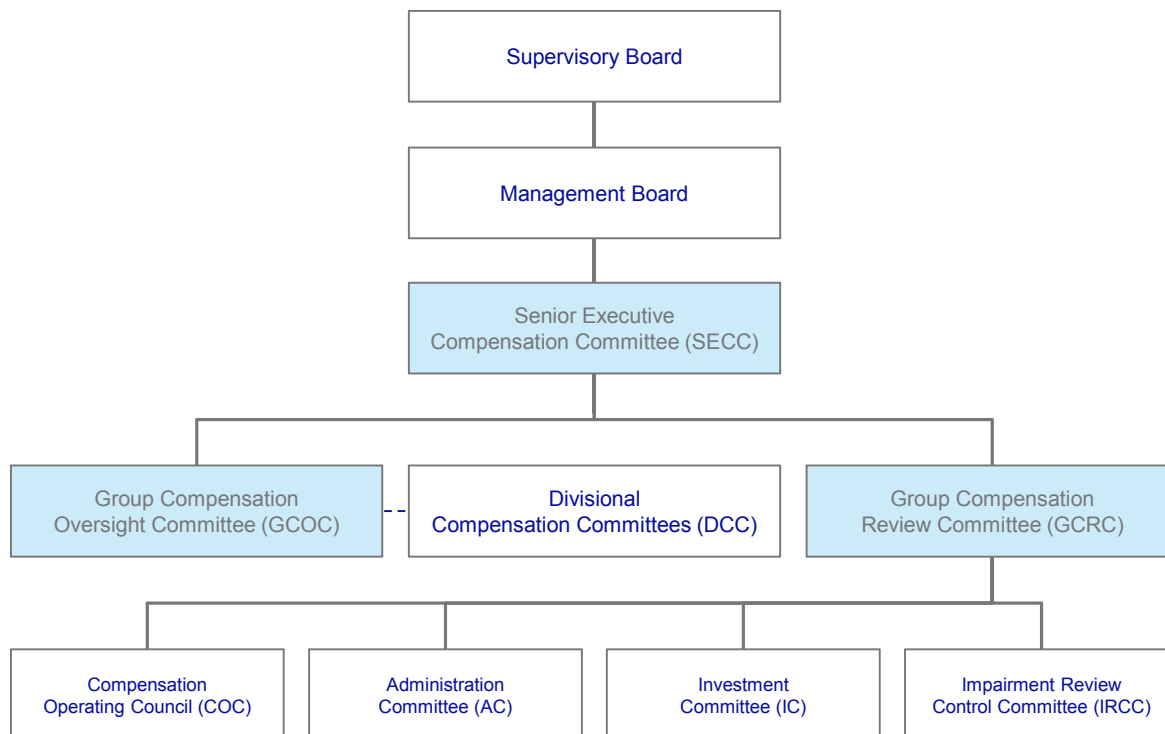 Supervisory Board
Management Board
Senior Executive
Compensation Committee (SECC)
Group Compensation
Oversight Committee (GCOC)
Divisional
Compensation Committees (DCC)
Group Compensation
Review Committee (GCRC)
Compensation
Operating Council (COC)
Administration
Committee (AC)
Investment
Committee (IC)
Impairment Review
Control Committee (IRCC)